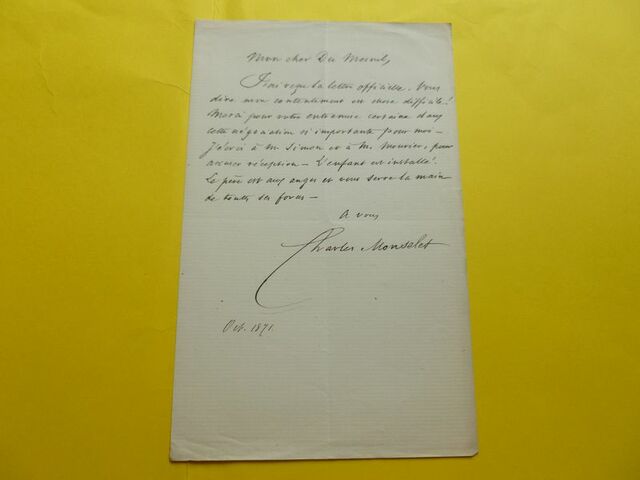 Mon cher Du Mesnil,
J'ai reçu la lettre officielle. Vous
dire mon contentement est chose difficile!
Merci pour votre entremise certaine dans
cette négociation si importante pour moi —
J'écris à M. Simon et à M. Mourier, pour
accuser réception — L'enfant est installé.
Le père est aux anges et vous serre la main
de toutes ses forces —
A vous
Charles Monselet
Oct. 1871.